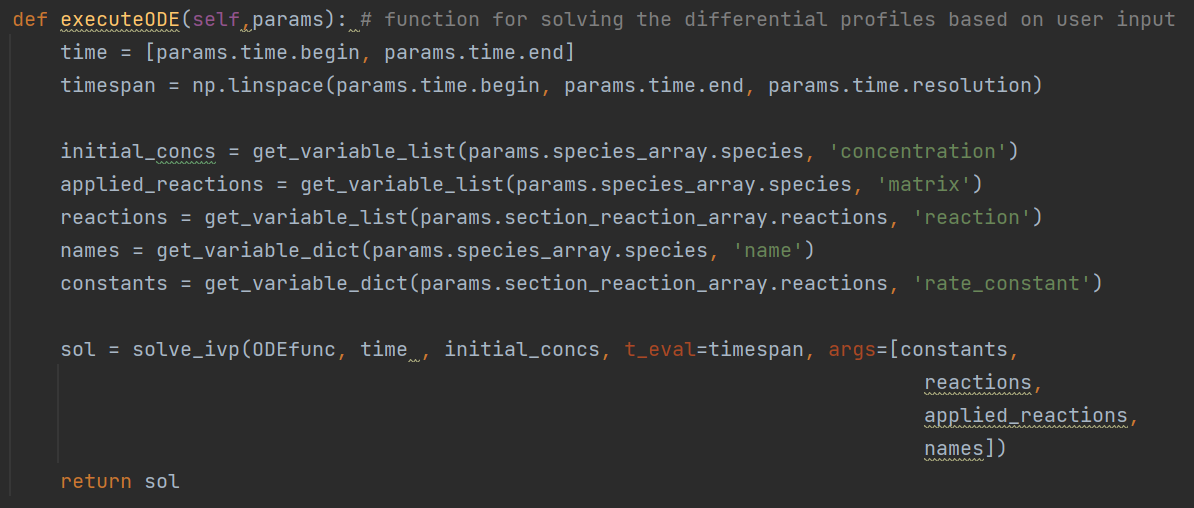 def executeODE(self,params): # function for solving the differential profiles based on user input
    time = [params.time.begin, params.time.end]
    timespan = np.linspace(params.time.begin, params.time.end, params.time.resolution)

    initial_concs = get_variable_list(params.species_array.species, 'concentration')
    applied_reactions = get_variable_list(params.species_array.species, 'matrix')
    reactions = get_variable_list(params.section_reaction_array.reactions, 'reaction')
    names = get_variable_dict(params.species_array.species, 'name')
    constants = get_variable_dict(params.section_reaction_array.reactions, 'rate_constant')

    sol = solve_ivp(ODEfunc, time , initial_concs, t_eval=timespan, args=[constants,
                                                                        reactions,
                                                                        applied_reactions,
                                                                        names])
    return sol